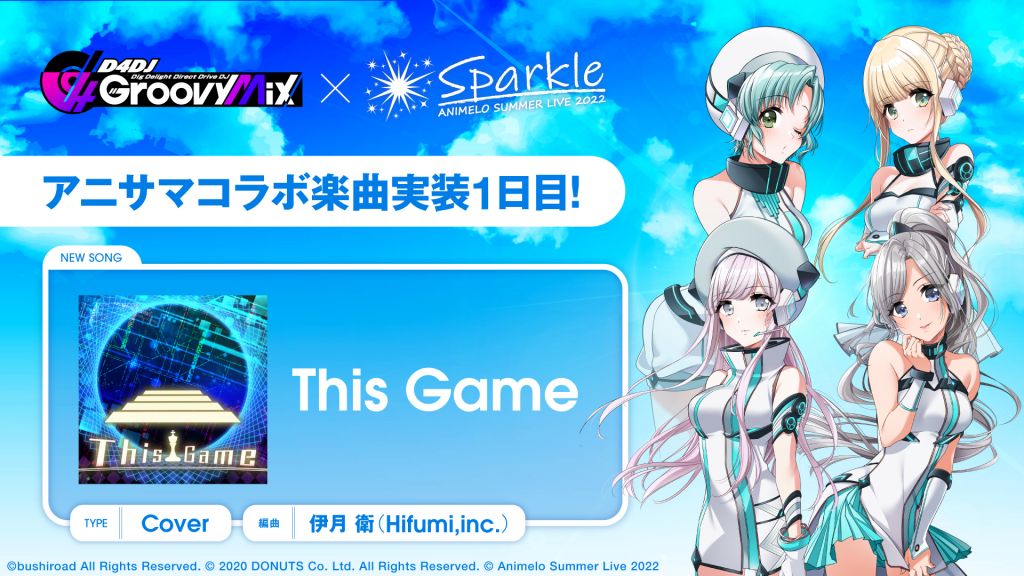 D4DJ
Dig Delight Direct Drive DJ
GroovyMix
×
Sparkle
ANIMELO SUMMER LIVE 2022
アニサマコラボ楽曲実装1日目!
NEW SONG
This Game
This Game
TYPE
Cover
編曲
伊月 衛(Hifumi,inc.)
©bushiroad All Rights Reserved. © 2020 DONUTS Co. Ltd. All Rights Reserved. © Animelo Summer Live 2022